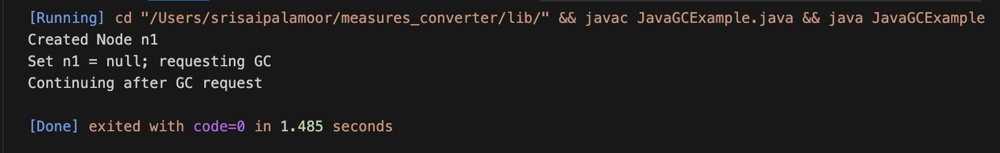 [Running] cd "/Users/srisaipalamoor/measures_converter/lib/" && javac JavaGCExample.java && java JavaGCExample
Created Node n1
Set n1 = null; requesting GC
Continuing after GC request
[Done] exited with code=0 in 1.485 seconds